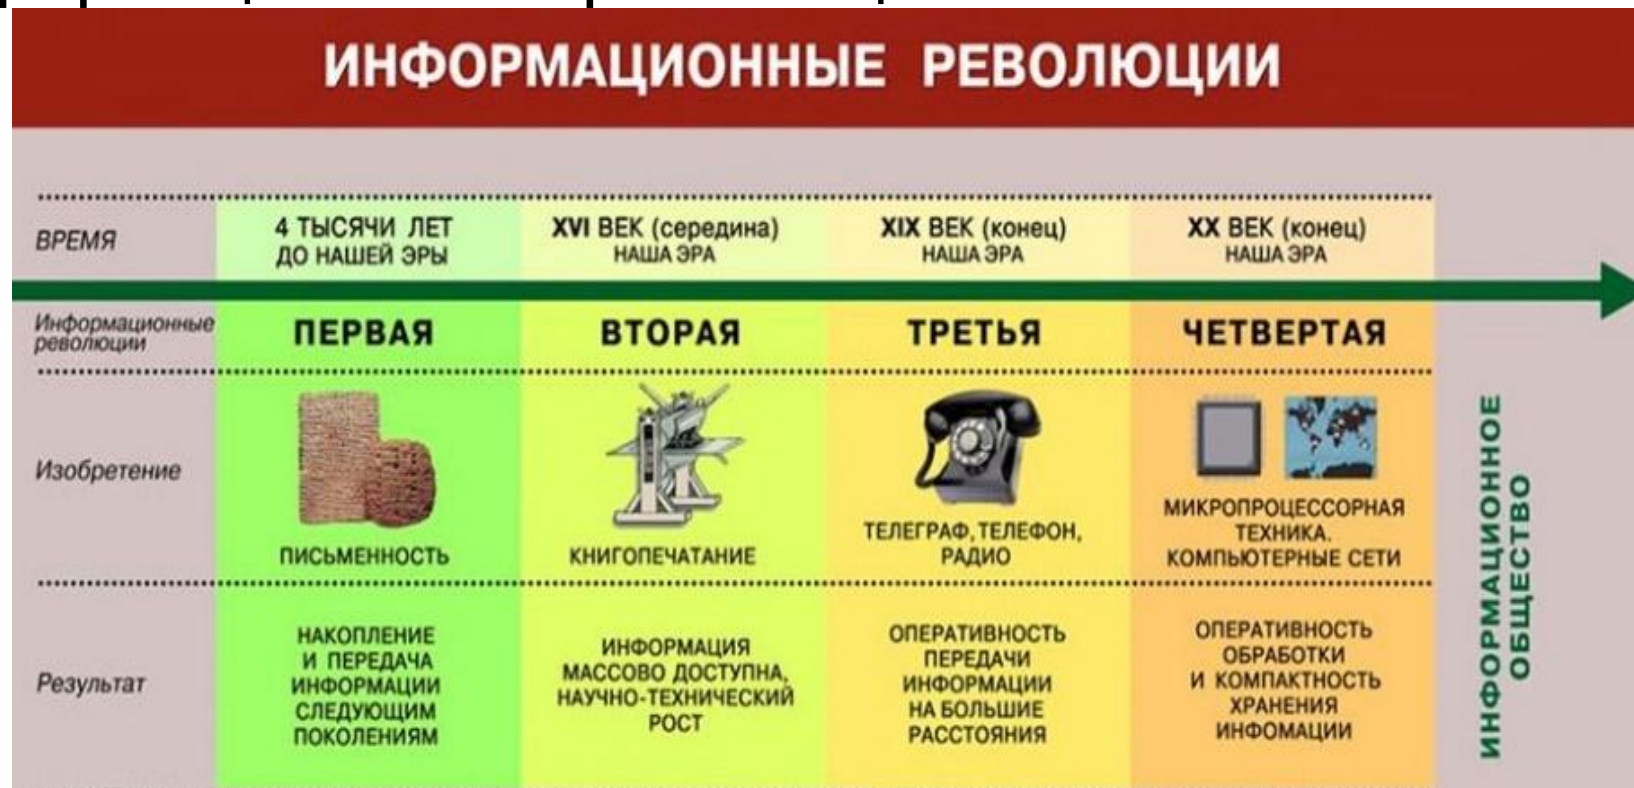 ИНФОРМАЦИОННЫЕ РЕВОЛЮЦИИ
ВРЕМЯ
4 ТЫСЯЧИ ЛЕТ
ДО НАШЕЙ ЭРЫ
XVI ВЕК (середина)
НАША ЭРА
XIX ВЕК (конец)
НАША ЭРА
XX ВЕК (конец)
НАША ЭРА
Информационные
революции
ПЕРВАЯ
ВТОРАЯ
ТРЕТЬЯ
ЧЕТВЕРТАЯ
Изобретение
ПИСЬМЕННОСТЬ
КНИГОПЕЧАТАНИЕ
ТЕЛЕГРАФ, ТЕЛЕФОН,
РАДИО
МИКРОПРОЦЕССОРНАЯ
ТЕХНИКА.
КОМПЬЮТЕРНЫЕ СЕТИ
Результат
НАКОПЛЕНИЕ
И ПЕРЕДАЧА
ИНФОРМАЦИИ
СЛЕДУЮЩИМ
ПОКОЛЕНИЯМ
ИНФОРМАЦИЯ
МАССОВО ДОСТУПНА,
НАУЧНО-ТЕХНИЧЕСКИЙ
РОСТ
ОПЕРАТИВНОСТЬ
ПЕРЕДАЧИ
ИНФОРМАЦИИ
НА БОЛЬШИЕ
РАССТОЯНИЯ
ОПЕРАТИВНОСТЬ
ОБРАБОТКИ
И КОМПАКТНОСТЬ
ХРАНЕНИЯ
ИНФОМАЦИИ
ИНФОРМАЦИОННОЕ
ОБЩЕСТВО